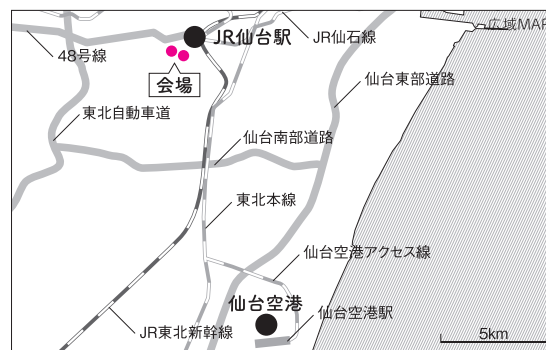 広域MAP
JR仙台駅
JR仙石線
48号線
会場
仙台東部道路
東北自動車道
仙台南部道路
東北本線
仙台空港アクセス線
仙台空港
仙台空港駅
JR東北新幹線
5km